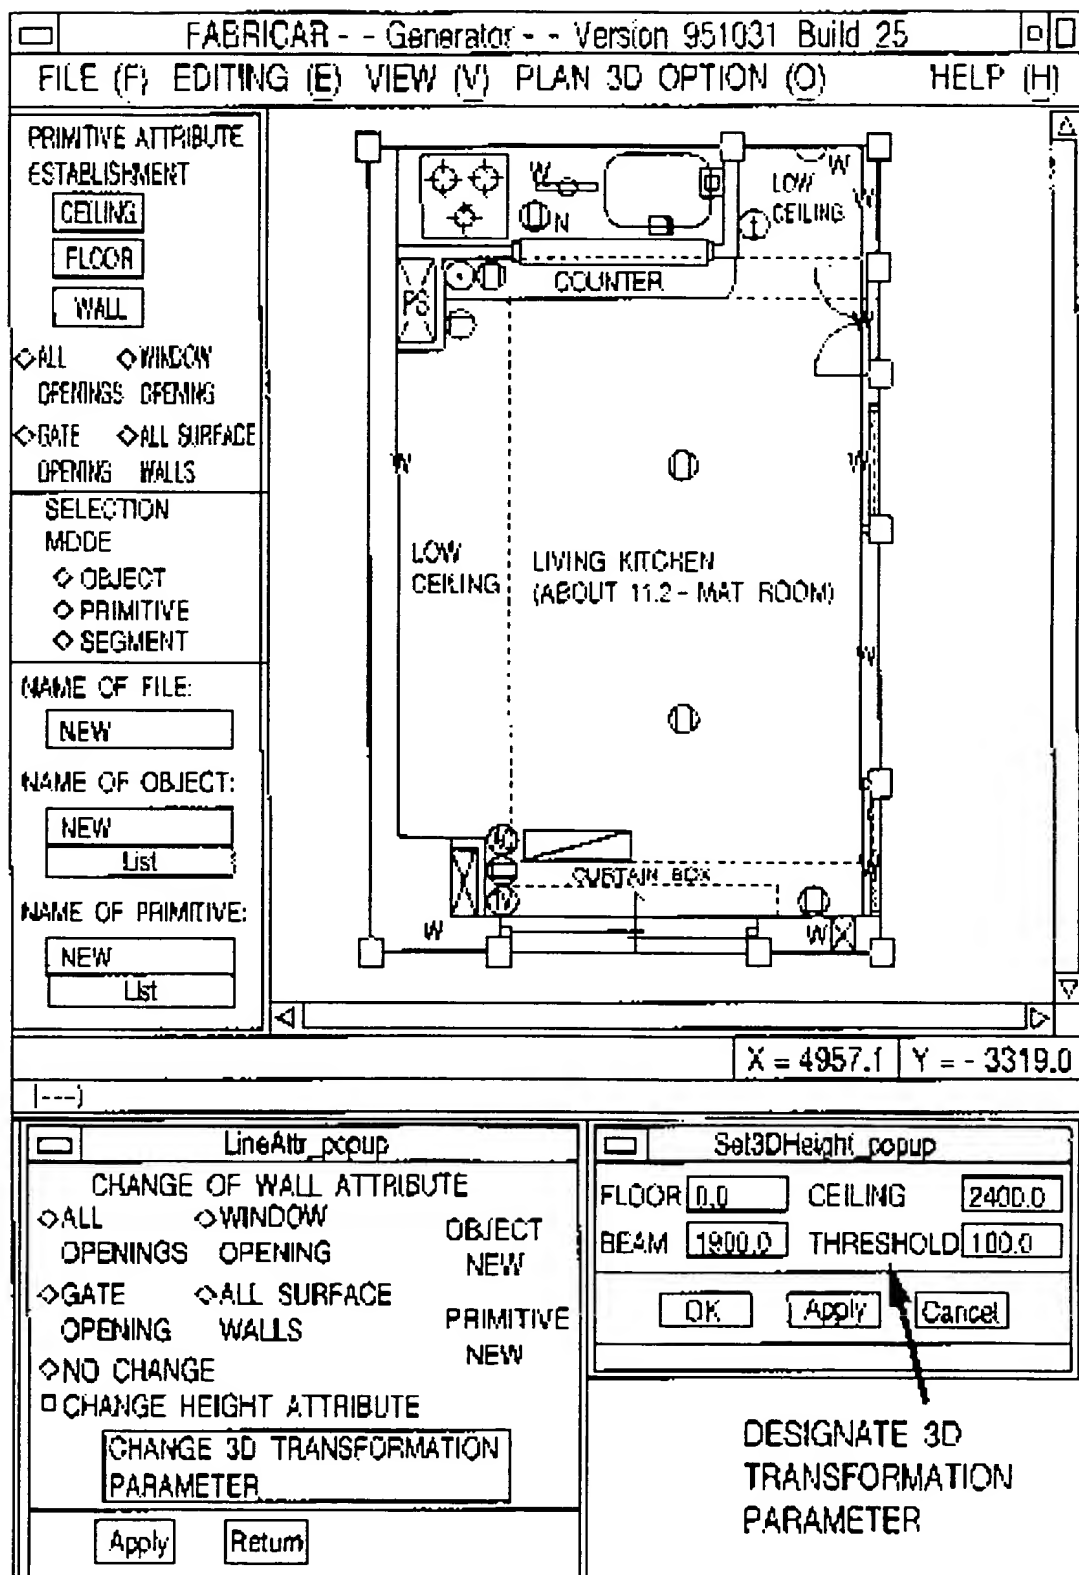 FABRICAR - - Generator - - Version 951031 Build 25
FILE (F) EDITING (E) VIEW (V) PLAN 3D OPTION (O) HELP (H)
PRIMITIVE ATTRIBUTE
ESTABLISHMENT
CEILING
FLOOR
WALL
ALL WINDOW
OPENINGS OPENING
GATE ALL SURFACE
OPENING WALLS
SELECTION
MODE
OBJECT
PRIMITIVE
SEGMENT
NAME OF FILE:
NEW
NAME OF OBJECT:
NEW
List
NAME OF PRIMITIVE:
NEW
List
W
W
LOW
CEILING
W
N
COUNTER
PS
W
W
W
LOW
CEILING
LIVING KITCHEN
(ABOUT 11.2 - MAT ROOM)
W
CURTAIN BOX
W
W
X = 4957.1 Y = - 3319.0
|---)
LineAttr_popup
CHANGE OF WALL ATTRIBUTE
ALL WINDOW
OPENINGS OPENING
OBJECT
NEW
GATE ALL SURFACE
OPENING WALLS
PRIMITIVE
NEW
NO CHANGE
CHANGE HEIGHT ATTRIBUTE
CHANGE 3D TRANSFORMATION
PARAMETER
Apply Return
Set3DHeight_popup
FLOOR 0.0 CEILING 2400.0
BEAM 1900.0 THRESHOLD 100.0
OK Apply Cancel
DESIGNATE 3D
TRANSFORMATION
PARAMETER